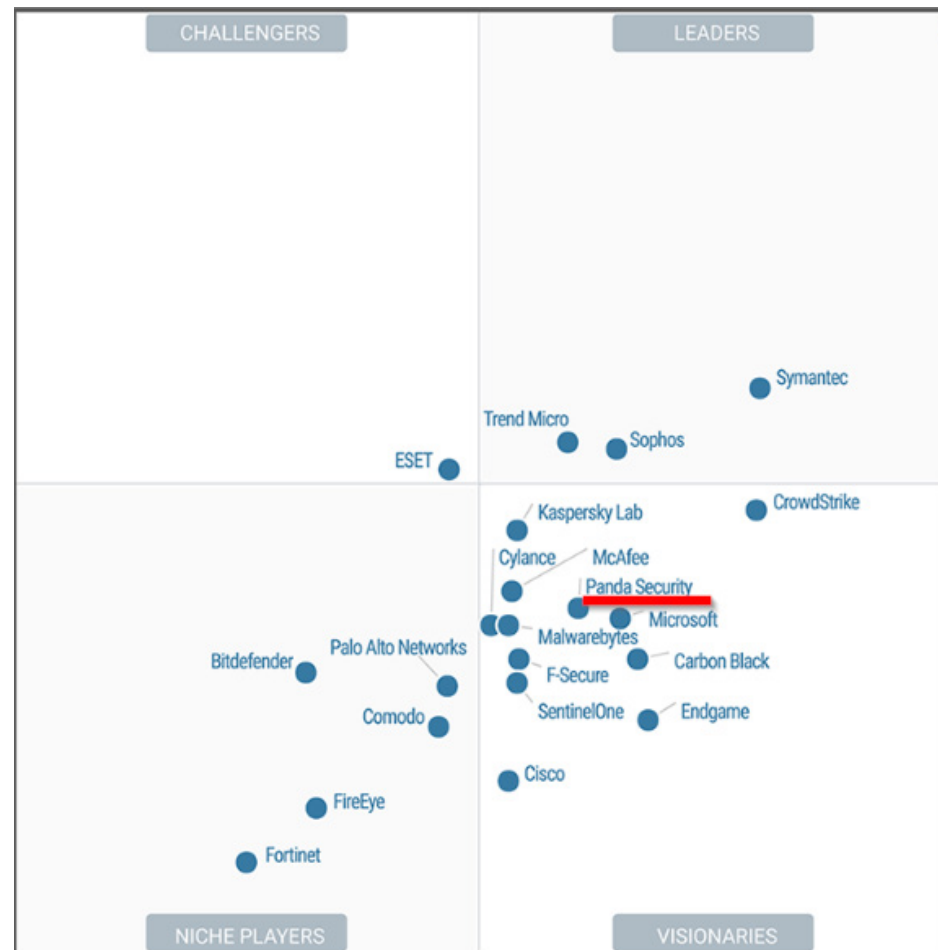 CHALLENGERS
LEADERS
Symantec
Trend Micro
Sophos
ESET
CrowdStrike
Kaspersky Lab
Cylance
McAfee
Panda Security
Microsoft
Malwarebytes
Palo Alto Networks
Bitdefender
Carbon Black
F-Secure
SentinelOne
Endgame
Comodo
Cisco
FireEye
Fortinet
NICHE PLAYERS
VISIONARIES